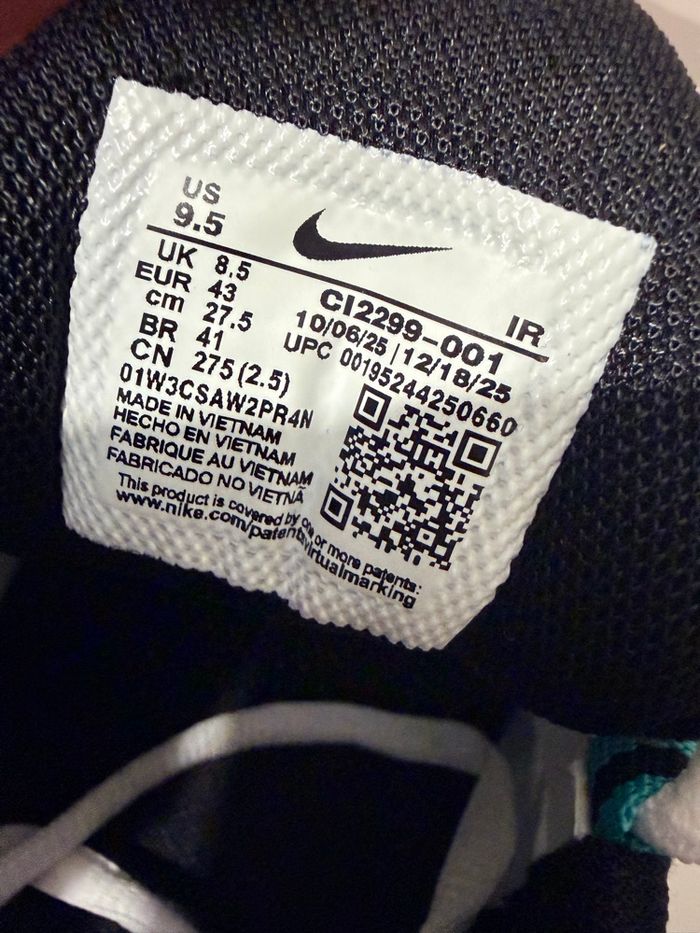 US
9.5
IR
UK 8.5
EUR 43
cm 27.5
BR 41
CN 275 (2.5)
CI2299-001
10/06/25 | 12/18/25
UPC 00195244250660
01W3CSAW2PR4N
MADE IN VIETNAM
HECHO EN VIETNAM
FABRIQUE AU VIETNAM
FABRICADO NO VIETNÃ
This product is covered by one or more patents:
www.nike.com/patentsvirtualmarking